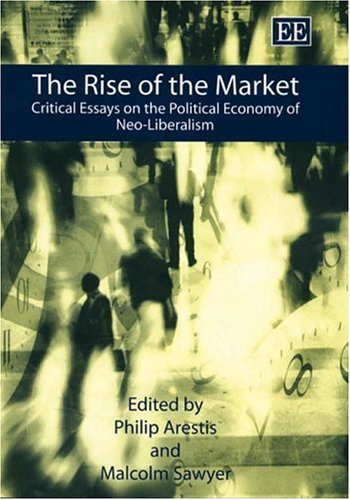 EE
The Rise of the Market
Critical Essays on the Political Economy of
Neo-Liberalism
Edited by
Philip Arestis
and
Malcolm Sawyer